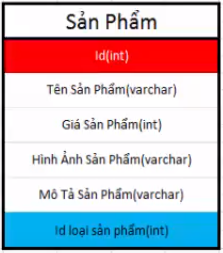 Sản Phẩm
Id(int)
Tên Sản Phẩm(varchar)
Giá Sản phẩm(int)
Hình Ảnh Sản Phẩm(varchar)
Mô Tả Sản Phẩm(varchar)
Id loại sản phẩm(int)